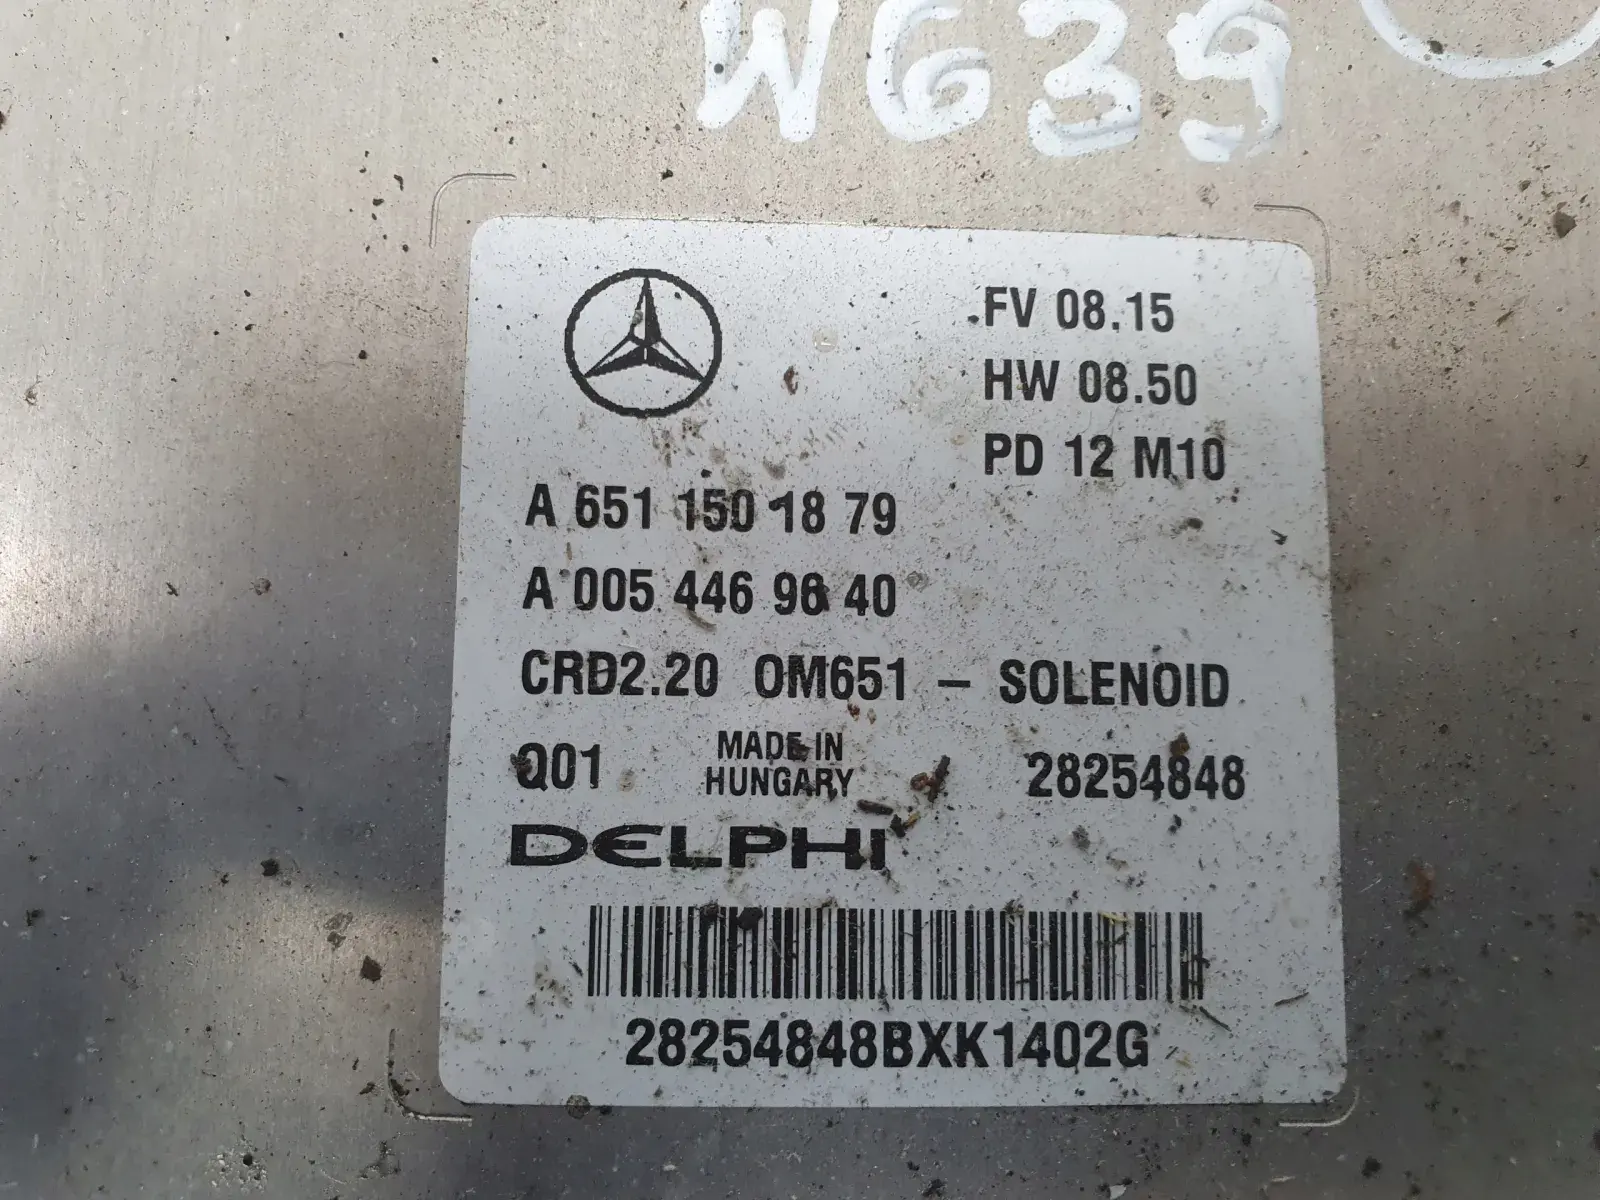 W639
FV 08.15
HW 08.50
PD 12 M10
A 651 150 18 79
A 005 446 96 40
CRD2.20 OM651 - SOLENOID
Q01 MADE IN HUNGARY 28254848
DELPHI
28254848BXK1402G